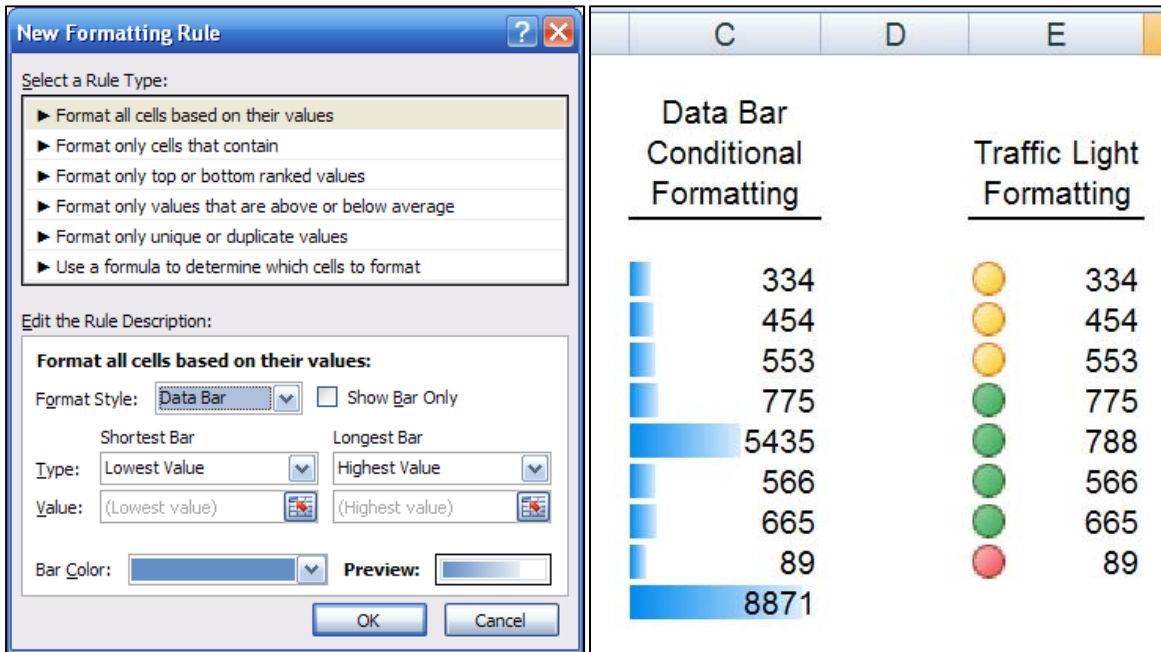 New Formatting Rule
?
Select a Rule Type:
► Format all cells based on their values
► Format only cells that contain
► Format only top or bottom ranked values
► Format only values that are above or below average
► Format only unique or duplicate values
► Use a formula to determine which cells to format
Edit the Rule Description:
Format all cells based on their values:
Format Style: Data Bar Show Bar Only
Shortest Bar Longest Bar
Type: Lowest Value Highest Value
Value: (Lowest value) (Highest value)
Bar Color: Preview:
OK Cancel
C D E
Data Bar
Conditional
Formatting
Traffic Light
Formatting
334 334
454 454
553 553
775 775
5435 788
566 566
665 665
89 89
8871